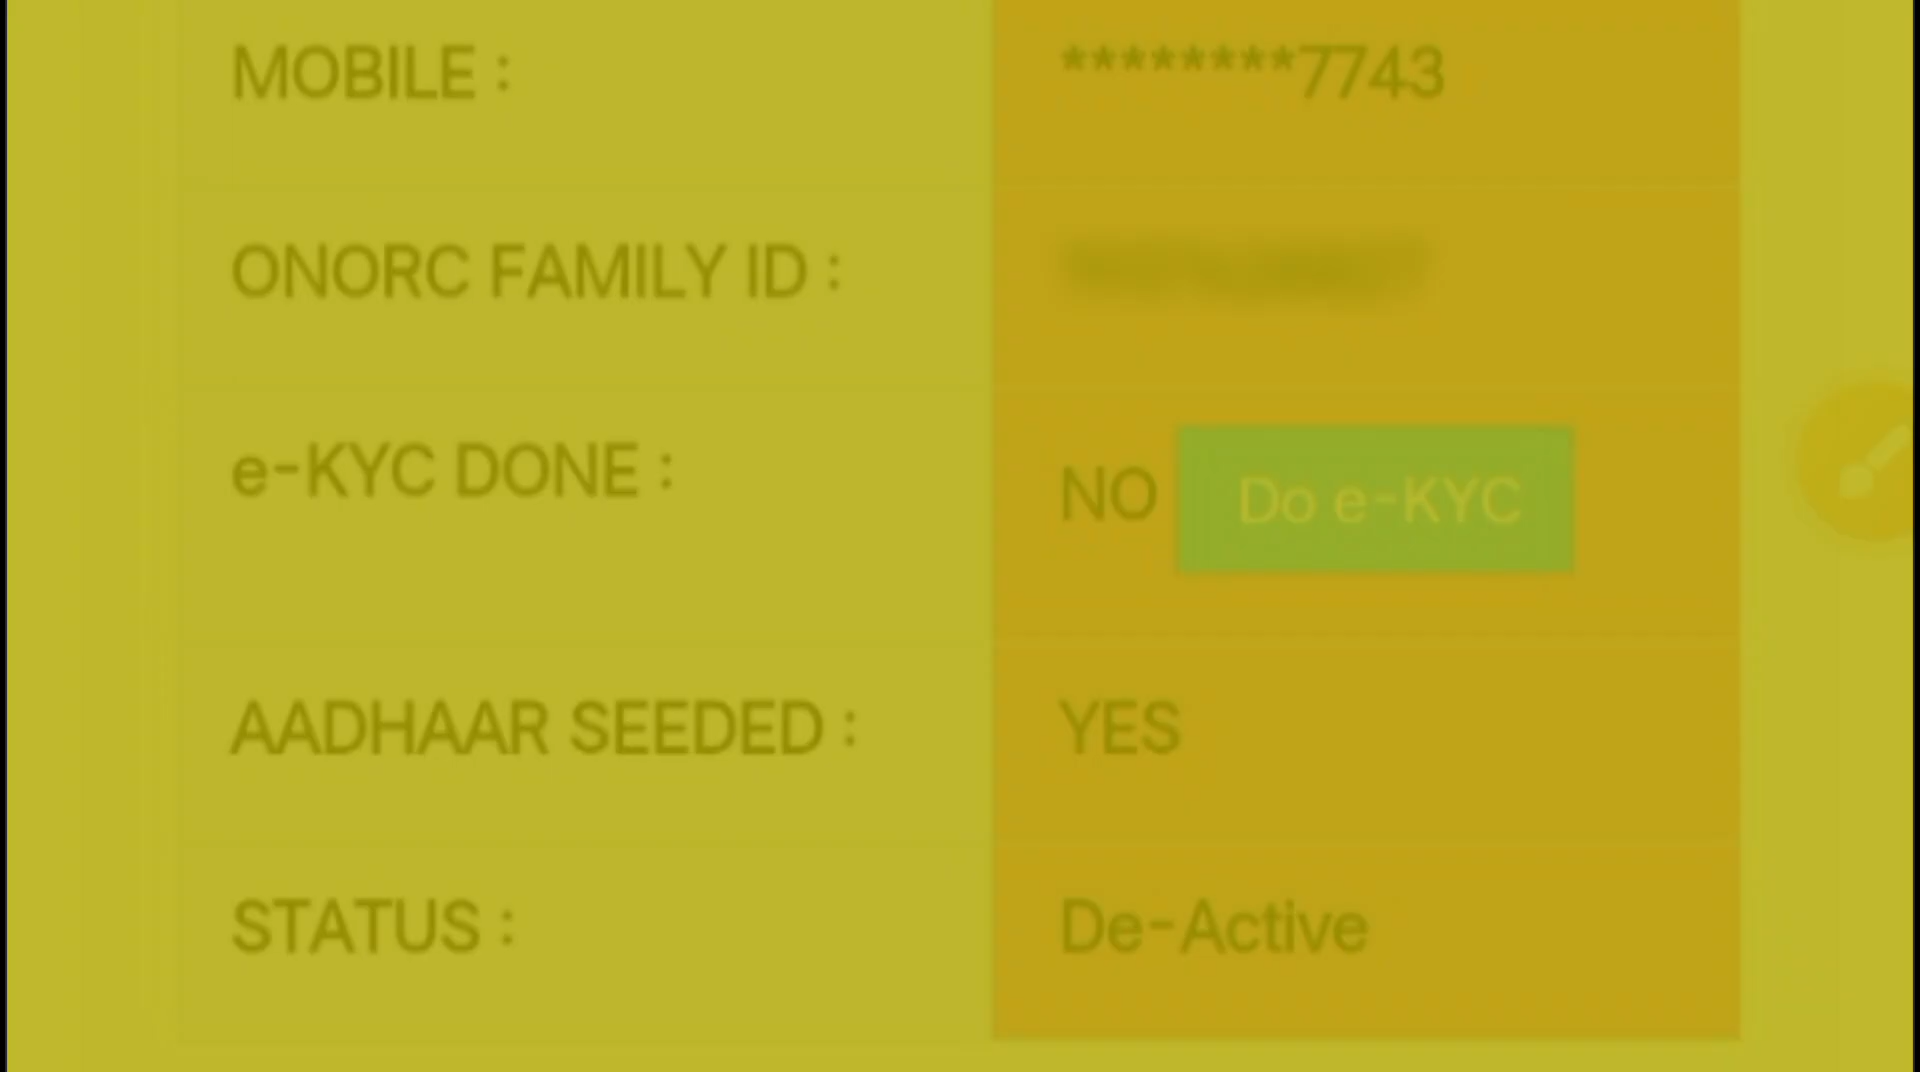 MOBILE : ********7743
ONORC FAMILY ID :
e-KYC DONE : NO Do e-KYC
AADHAAR SEEDED : YES
STATUS : De-Active